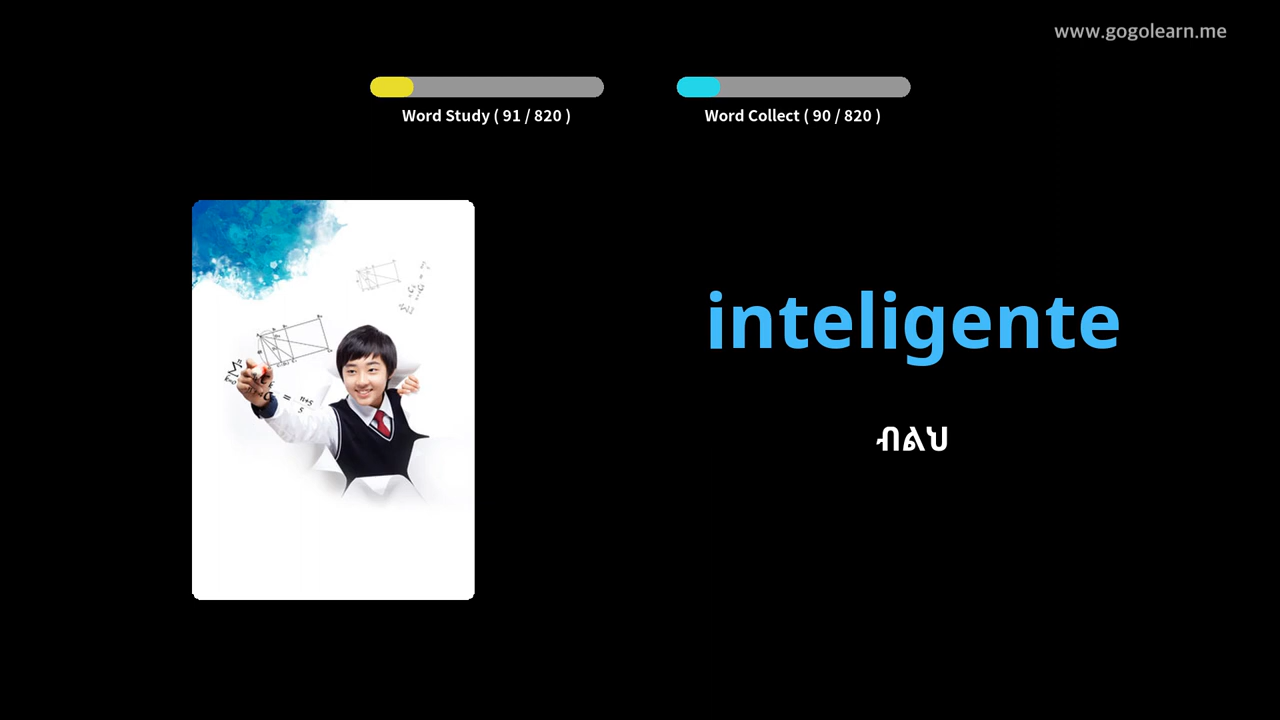 www.gogolearn.me
Word Study ( 91 / 820 )
Word Collect ( 90 / 820 )
inteligente
ብልህ